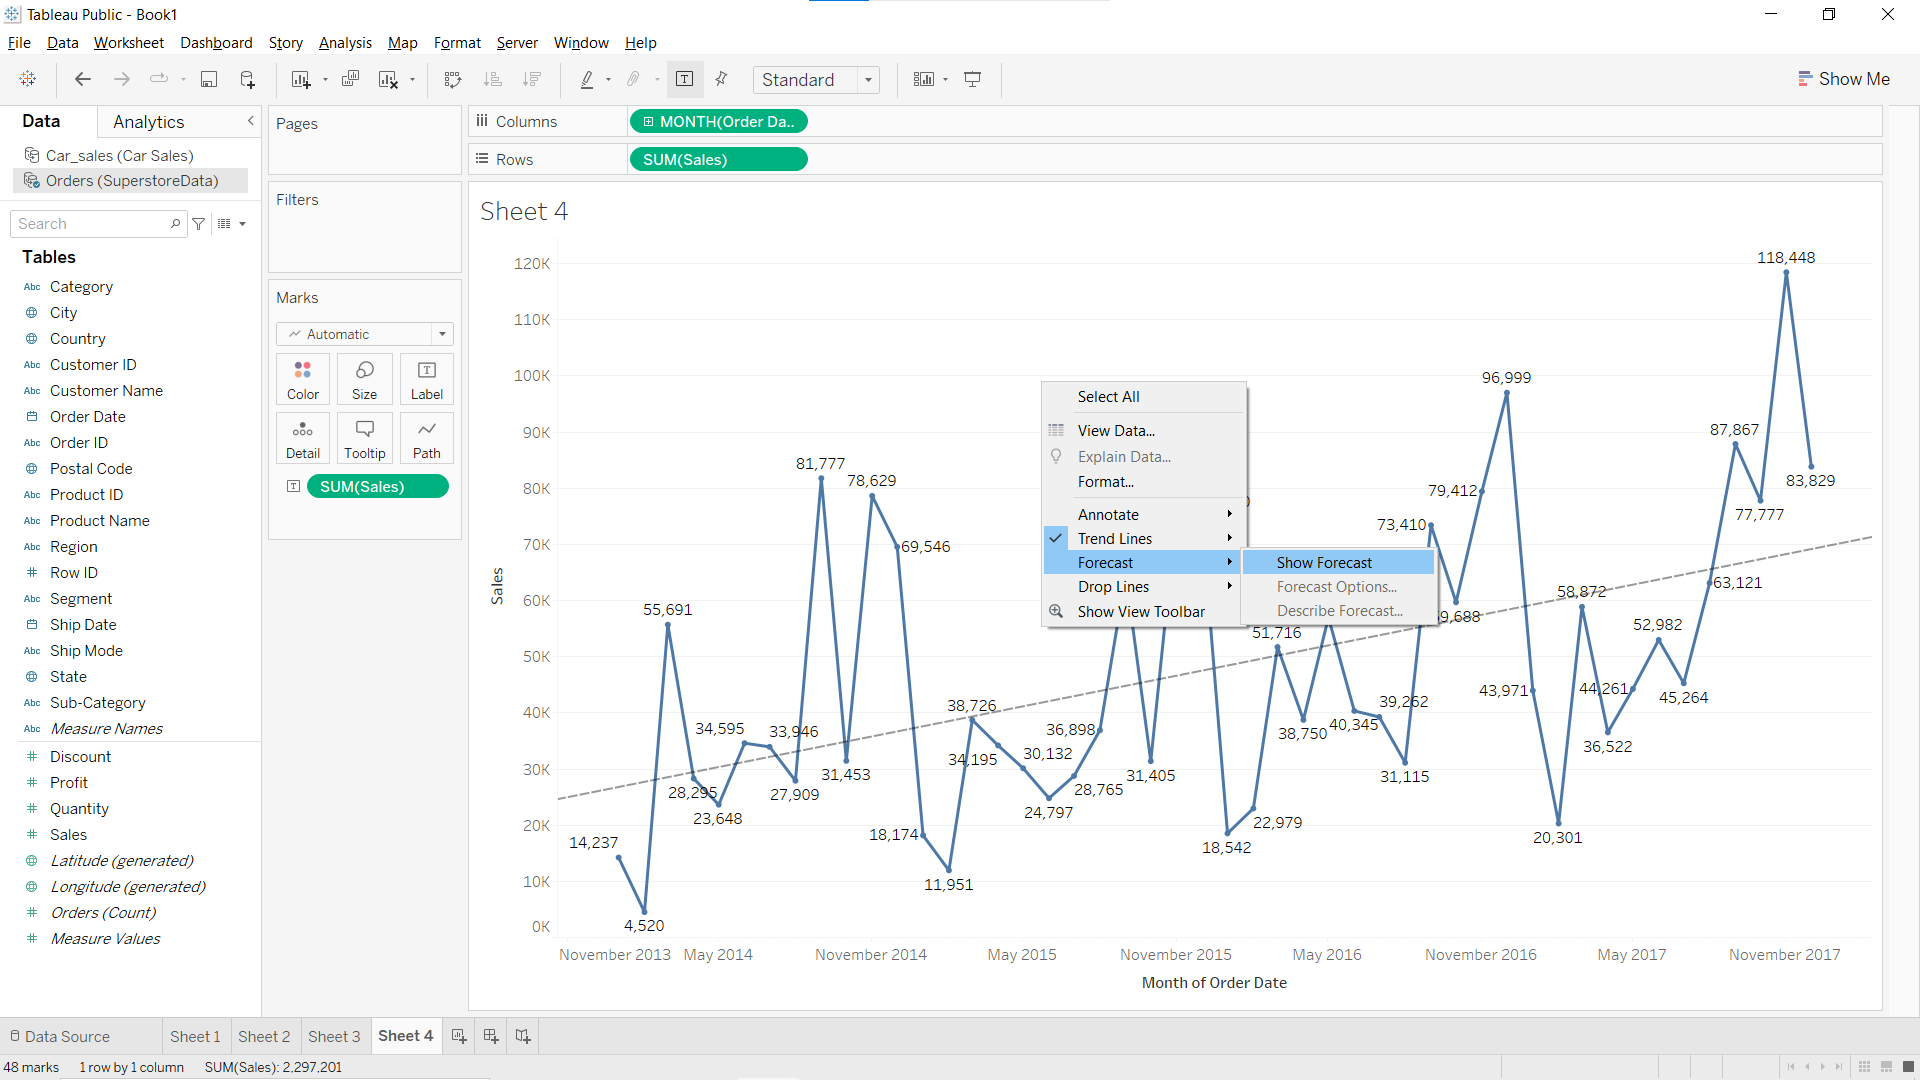 Tableau Public - Book1
File Data Worksheet Dashboard Story Analysis Map Format Server Window Help
Standard
Show Me
Data
Analytics
Car_sales (Car Sales)
Orders (SuperstoreData)
Search
Tables
Abc Category
City
Country
Abc Customer ID
Abc Customer Name
Order Date
Abc Order ID
Postal Code
Abc Product ID
Abc Product Name
Abc Region
# Row ID
Abc Segment
Ship Date
Abc Ship Mode
State
Abc Sub-Category
Abc Measure Names
# Discount
# Profit
# Quantity
# Sales
Latitude (generated)
Longitude (generated)
# Orders (Count)
# Measure Values
Pages
Filters
Marks
Automatic
Color Size Label
Detail Tooltip Path
SUM(Sales)
Columns
MONTH(Order Da..
Rows
SUM(Sales)
Sheet 4
120K
110K
100K
90K
80K
70K
60K
50K
40K
30K
20K
10K
0K
Sales
14,237
4,520
55,691
28,295
23,648
34,595
33,946
27,909
81,777
31,453
78,629
69,546
18,174
11,951
38,726
34,195
30,132
24,797
28,765
36,898
31,405
18,542
22,979
51,716
38,750
40,345
39,262
31,115
73,410
9,688
79,412
96,999
43,971
20,301
58,872
36,522
44,261
52,982
45,264
63,121
87,867
77,777
118,448
83,829
Select All
View Data...
Explain Data...
Format...
Annotate
Trend Lines
Forecast
Drop Lines
Show View Toolbar
Show Forecast
Forecast Options...
Describe Forecast...
November 2013 May 2014 November 2014 May 2015 November 2015 May 2016 November 2016 May 2017 November 2017
Month of Order Date
Data Source
Sheet 1
Sheet 2
Sheet 3
Sheet 4
48 marks 1 row by 1 column SUM(Sales): 2,297,201